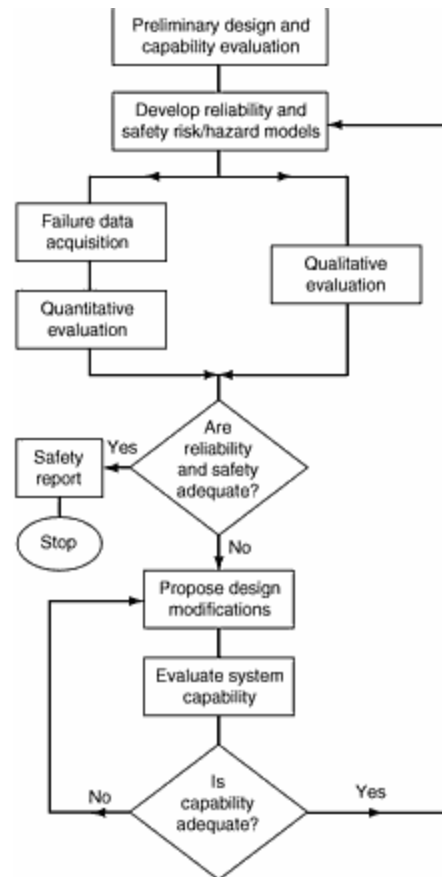 Preliminary design and
capability evaluation
Develop reliability and
safety risk/hazard models
Failure data
acquisition
Qualitative
evaluation
Quantitative
evaluation
Are
reliability
and safety
adequate?
Yes
Safety
report
Stop
No
Propose design
modifications
Evaluate system
capability
Is
capability
adequate?
No
Yes